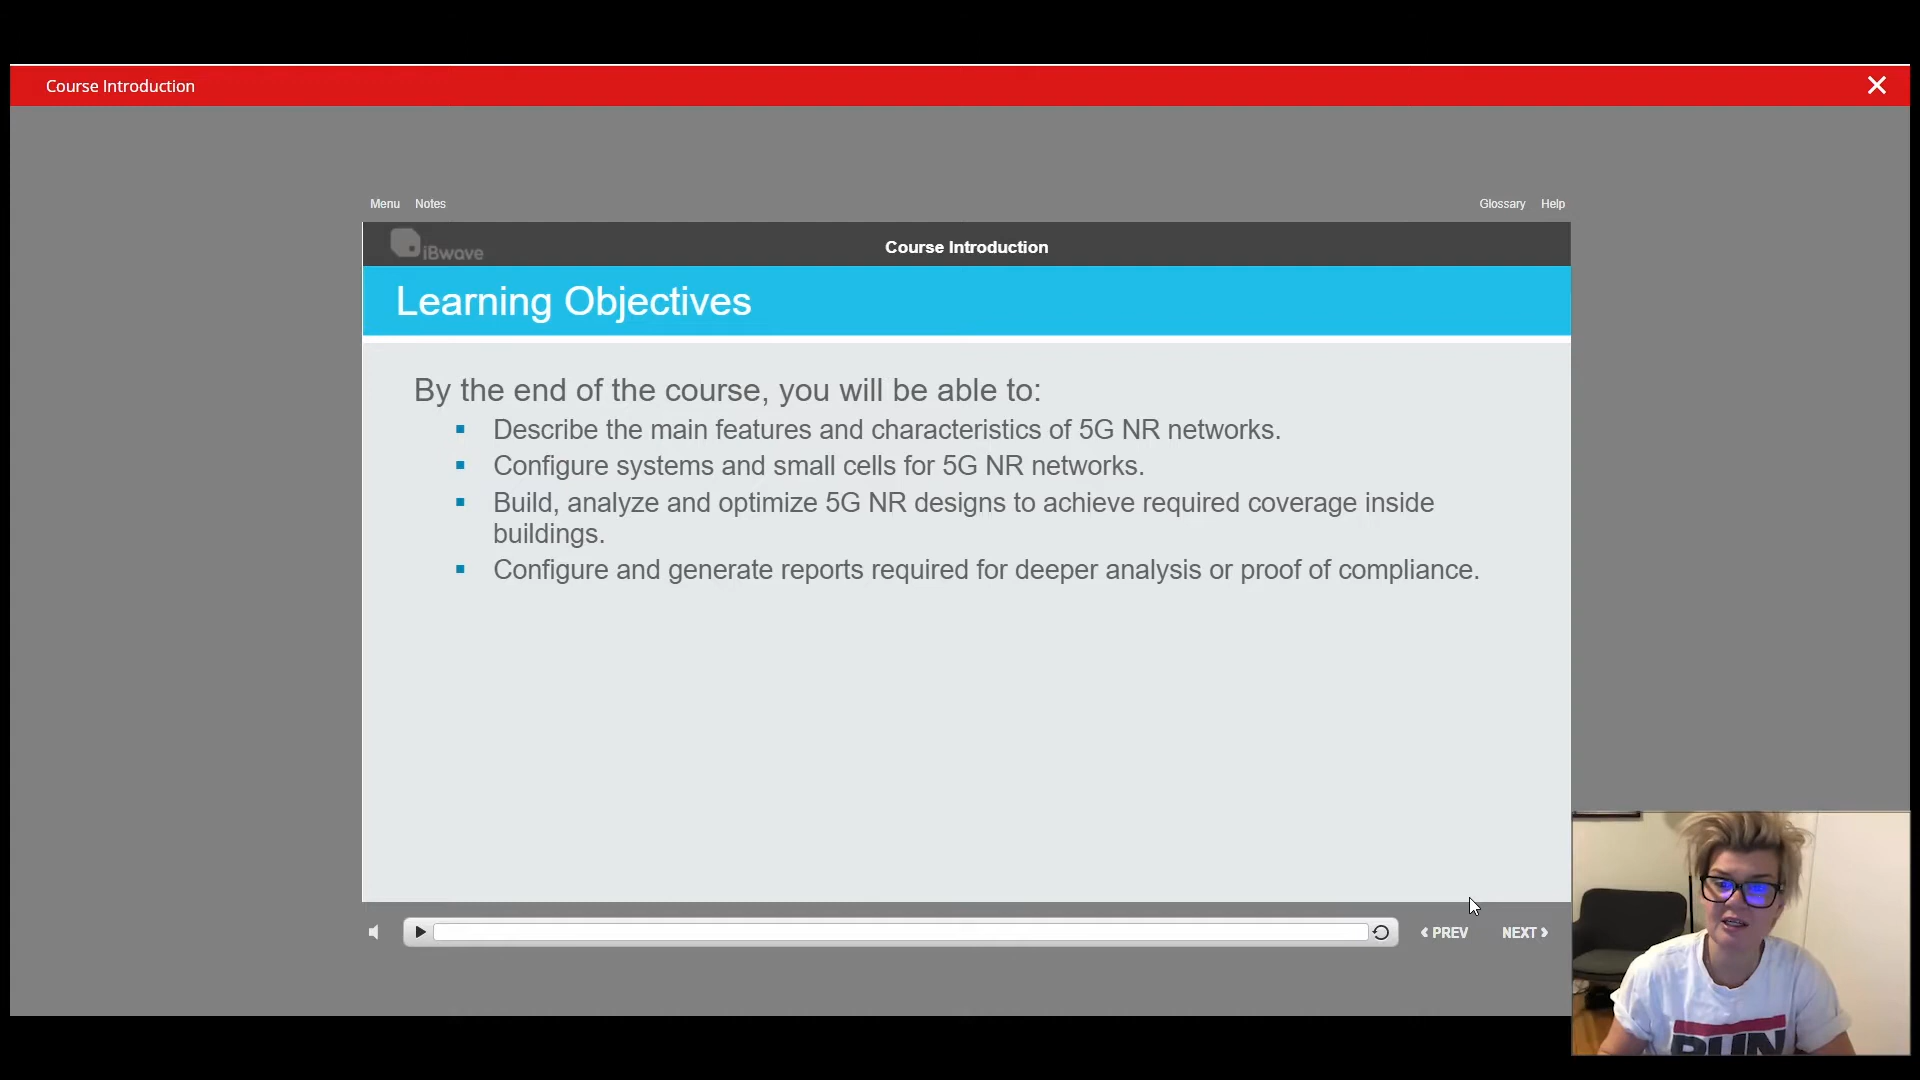 Course Introduction
Menu Notes
Glossary Help
iBwave
Course Introduction
Learning Objectives
By the end of the course, you will be able to:
Describe the main features and characteristics of 5G NR networks.
Configure systems and small cells for 5G NR networks.
Build, analyze and optimize 5G NR designs to achieve required coverage inside
buildings.
Configure and generate reports required for deeper analysis or proof of compliance.
PREV
NEXT
RUN